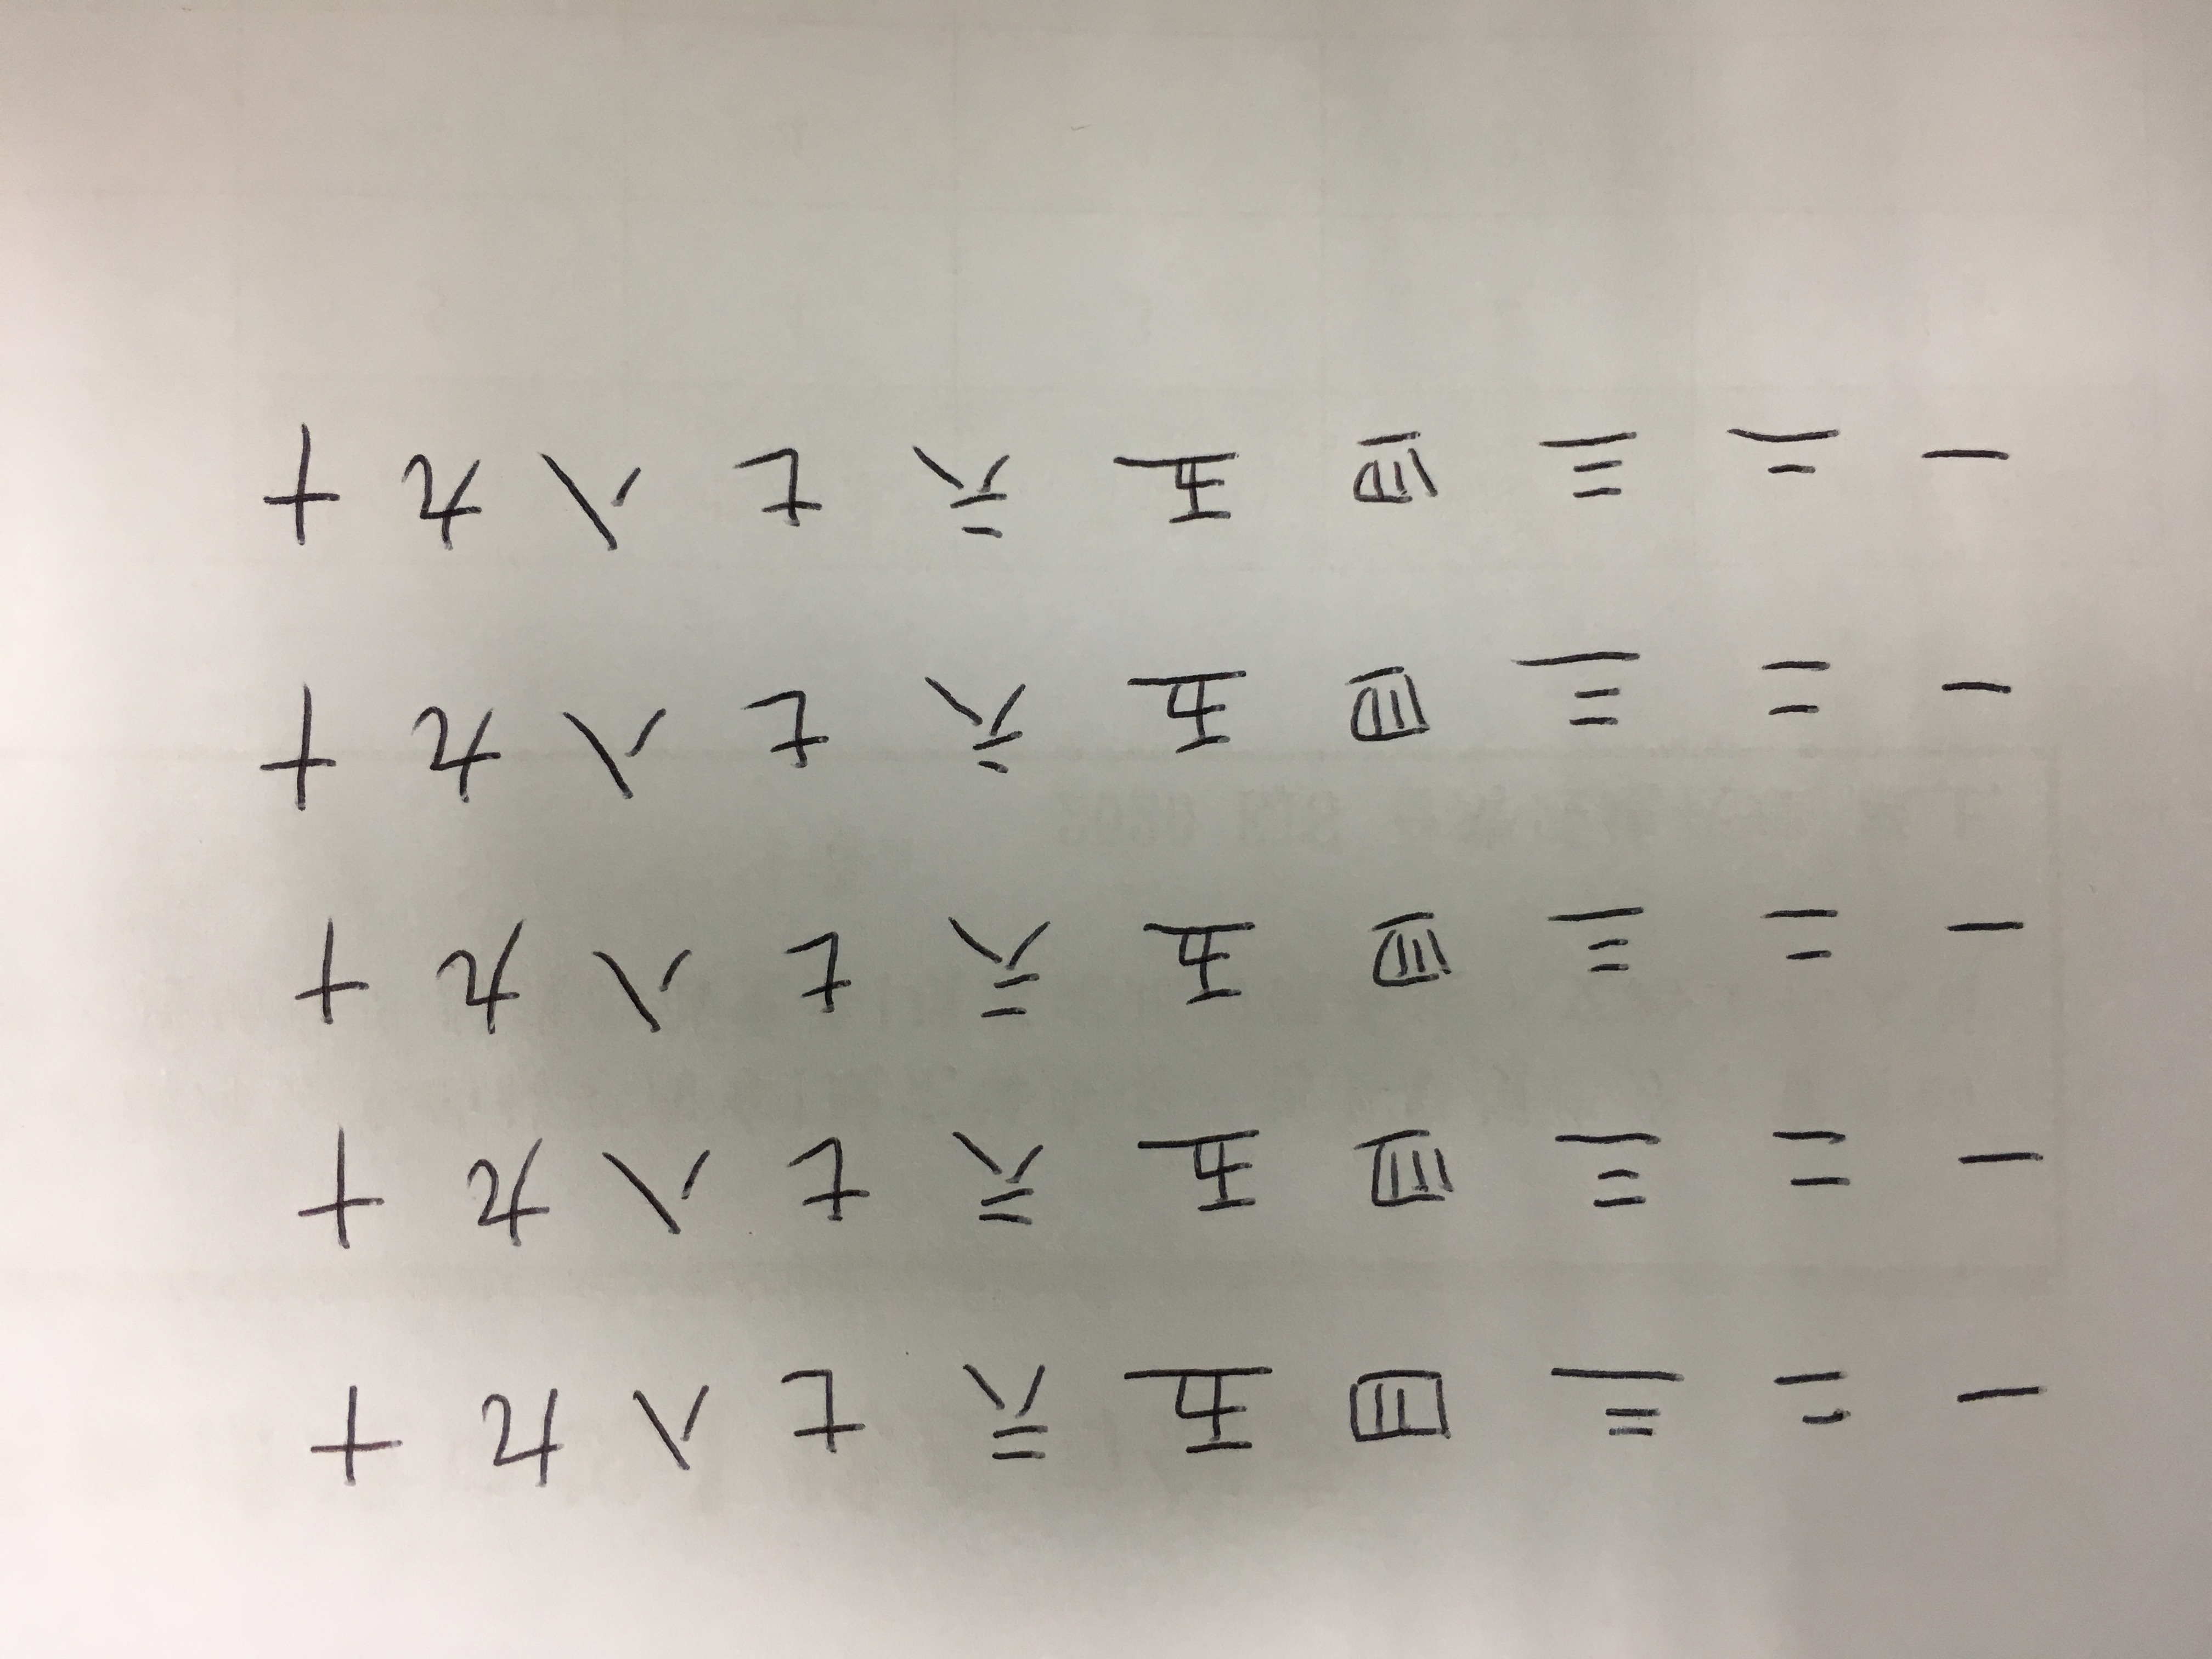 一 二 三 四 五 六 七 八 九 十
一 二 三 四 五 六 七 八 九 十
一 二 三 四 五 六 七 八 九 十
一 二 三 四 五 六 七 八 九 十
一 二 三 四 五 六 七 八 九 十